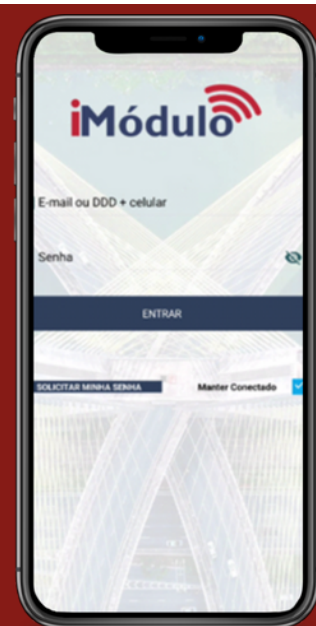 iMódulo
E-mail ou DDD + celular
Senha
ENTRAR
SOLICITAR MINHA SENHA Manter Conectado